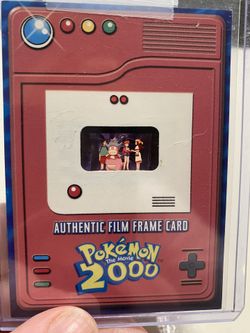 AUTHENTIC FILM FRAME CARD
POKéMON
The Movie
2000